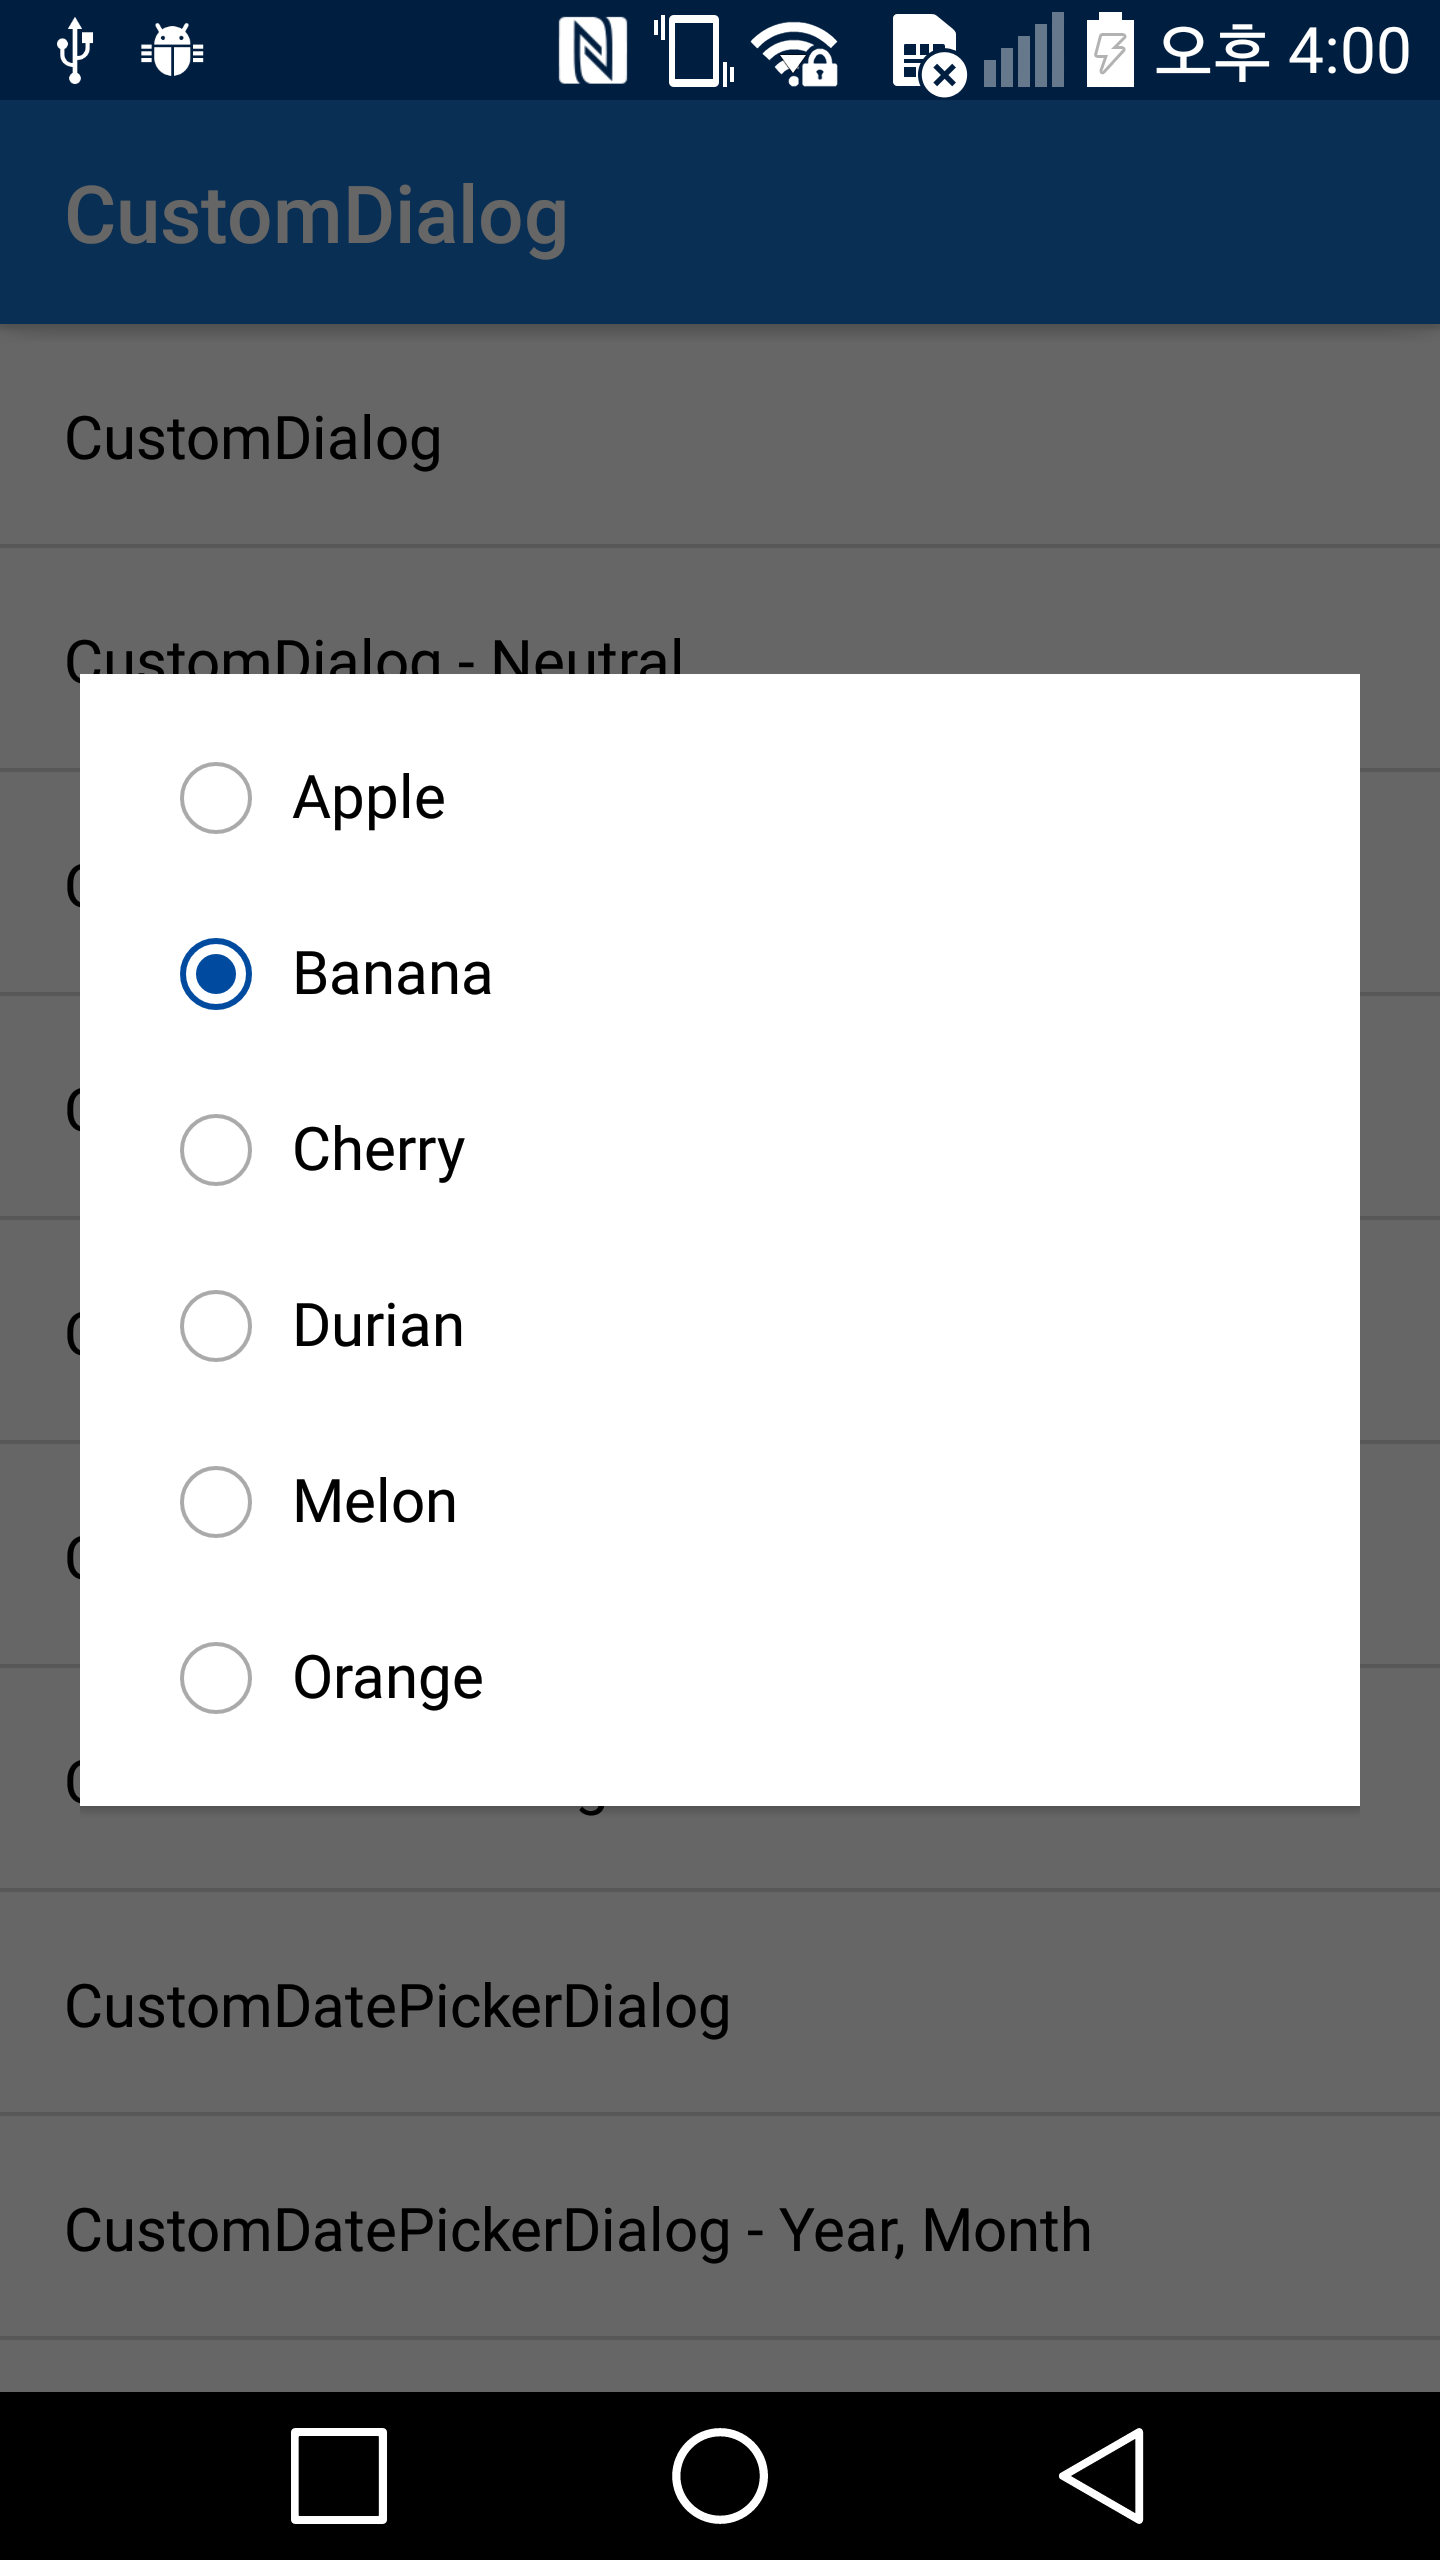 오후 4:00
CustomDialog
CustomDialog
CustomDialog - Neutral
Apple
Banana
Cherry
Durian
Melon
Orange
CustomDatePickerDialog
CustomDatePickerDialog - Year, Month